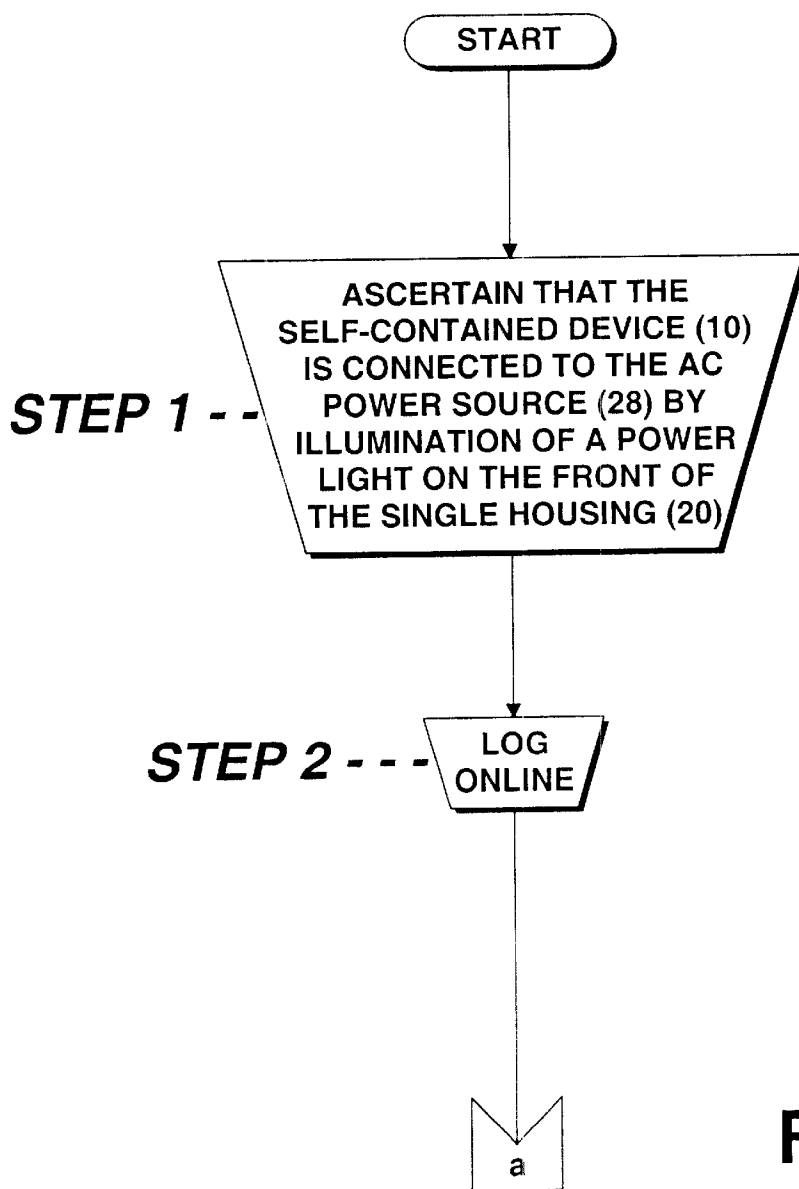 START
ASCERTAIN THAT THE
SELF-CONTAINED DEVICE (10)
IS CONNECTED TO THE AC
STEP 1 - - POWER SOURCE (28) BY
ILLUMINATION OF A POWER
LIGHT ON THE FRONT OF
THE SINGLE HOUSING (20)
STEP 2 - - - LOG
ONLINE
a